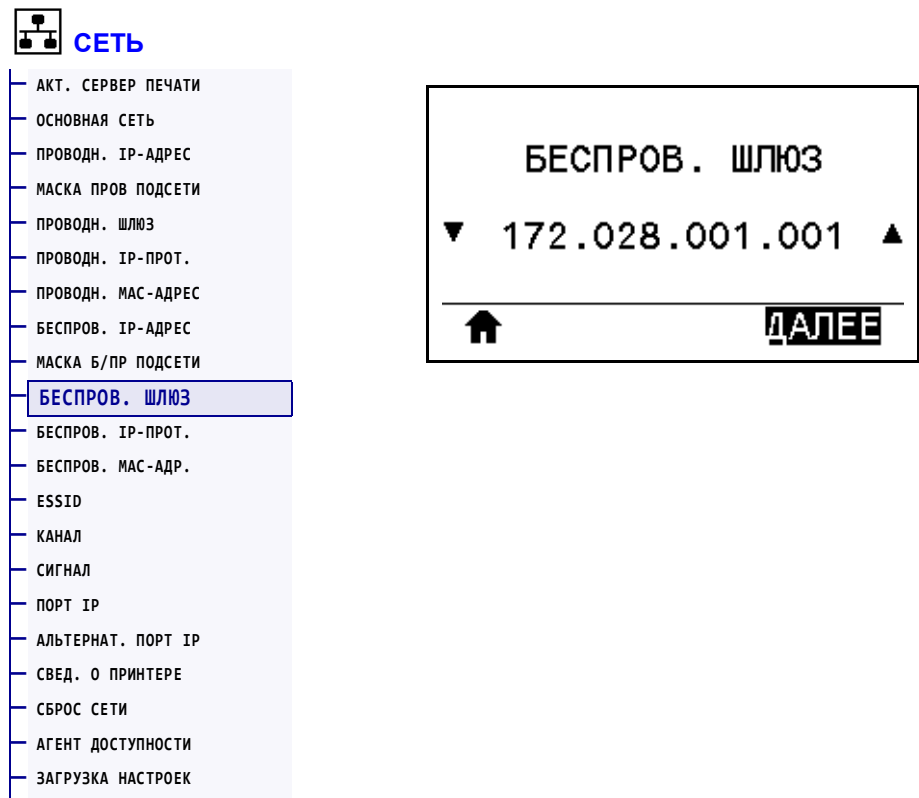 СЕТЬ
АКТ. СЕРВЕР ПЕЧАТИ
ОСНОВНАЯ СЕТЬ
ПРОВОДН. IP-АДРЕС
МАСКА ПРОВ ПОДСЕТИ
ПРОВОДН. ШЛЮЗ
ПРОВОДН. IP-ПРОТ.
ПРОВОДН. MAC-АДРЕС
БЕСПРОВ. IP-АДРЕС
МАСКА Б/ПР ПОДСЕТИ
БЕСПРОВ. ШЛЮЗ
БЕСПРОВ. IP-ПРОТ.
БЕСПРОВ. MAC-АДР.
ESSID
КАНАЛ
СИГНАЛ
ПОРТ IP
АЛЬТЕРНАТ. ПОРТ IP
СВЕД. О ПРИНТЕРЕ
СБРОС СЕТИ
АГЕНТ ДОСТУПНОСТИ
ЗАГРУЗКА НАСТРОЕК
БЕСПРОВ. ШЛЮЗ
172.028.001.001
ДАЛЕЕ